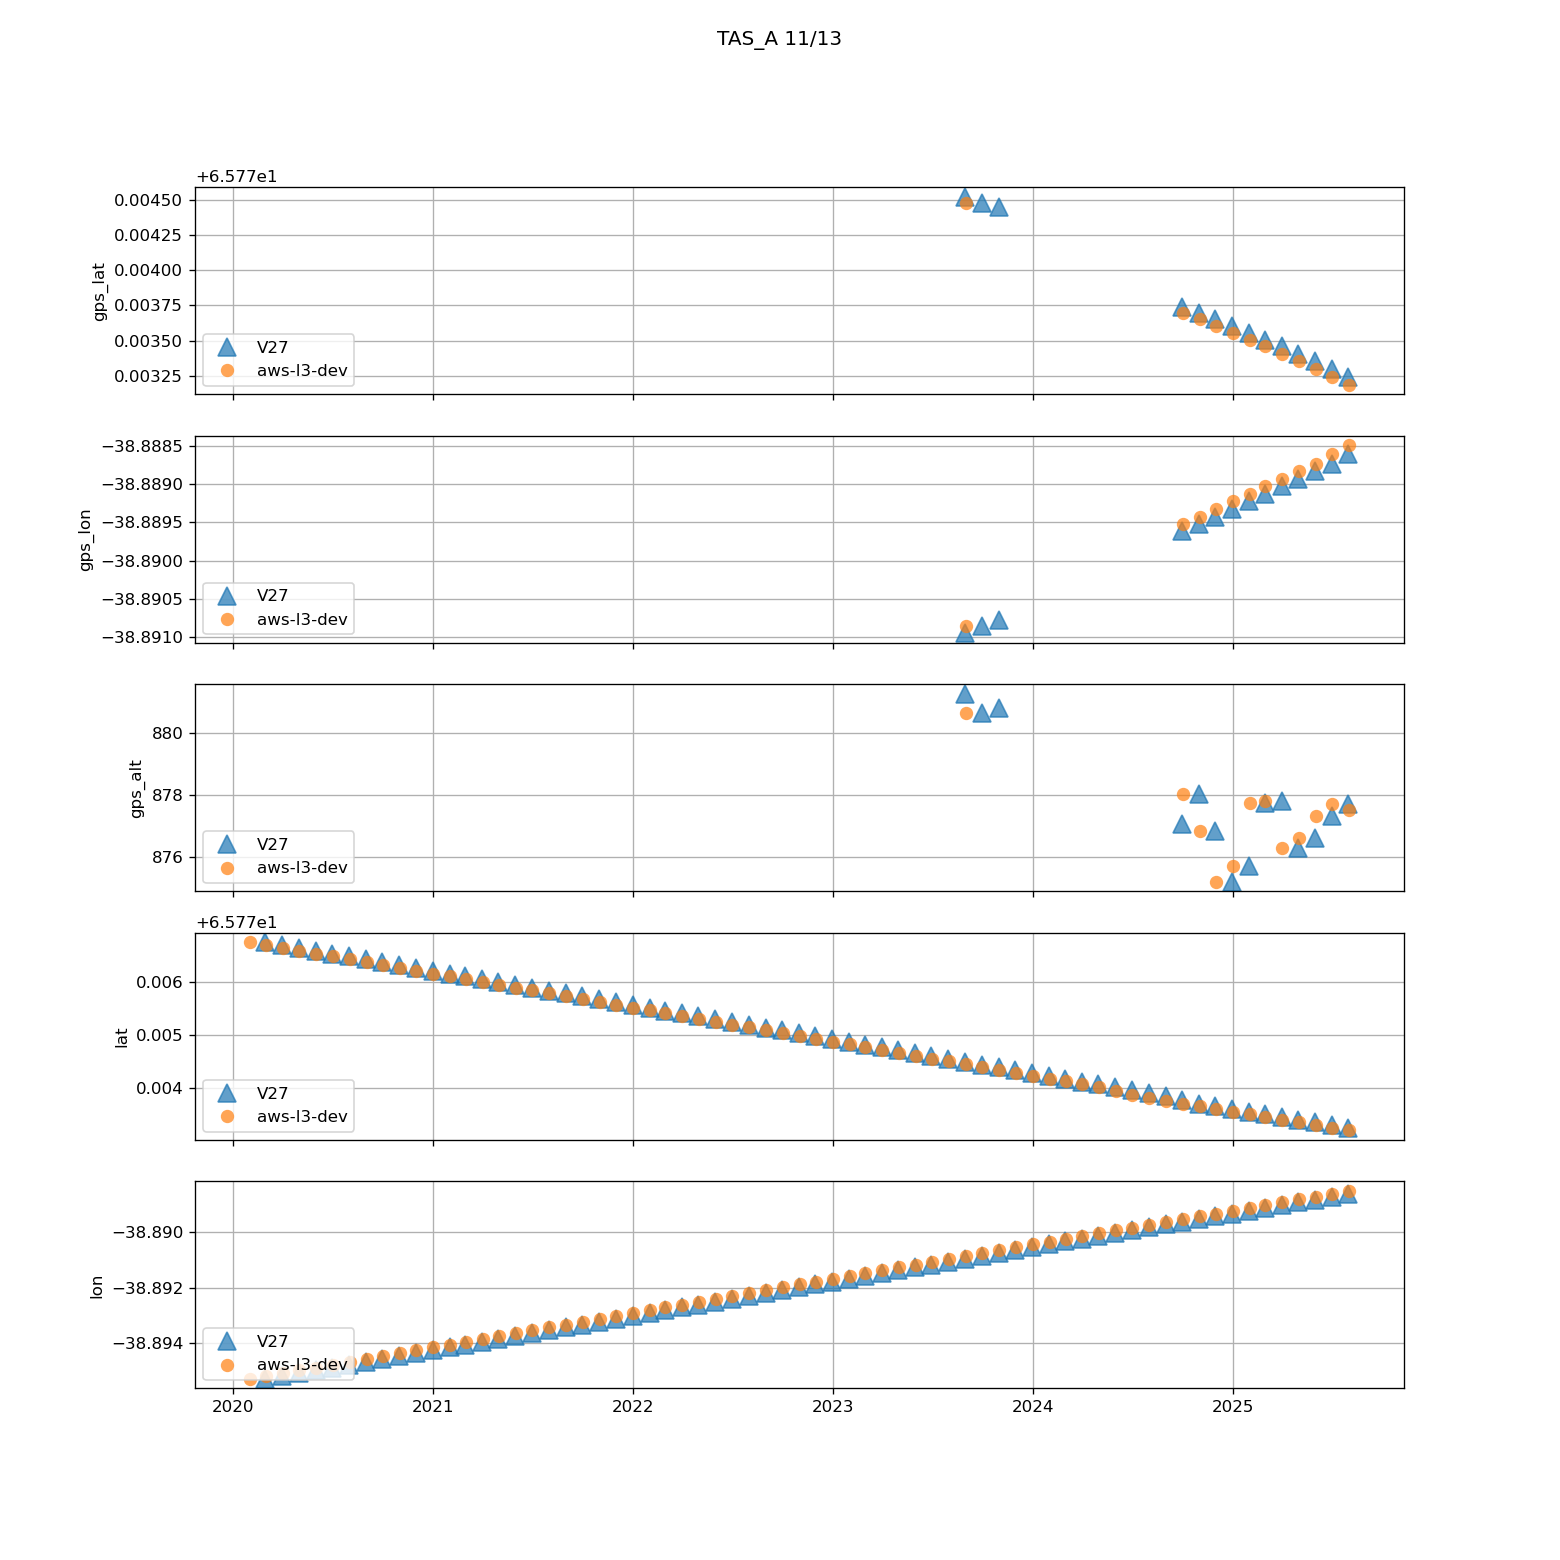 TAS_A 11/13
+6.577e1
0.00450
0.00425
0.00400
0.00375
0.00350
0.00325
gps_lat
V27
aws-l3-dev
−38.8885
−38.8890
−38.8895
−38.8900
−38.8905
−38.8910
gps_lon
V27
aws-l3-dev
880
878
876
gps_alt
V27
aws-l3-dev
+6.577e1
0.006
0.005
0.004
lat
V27
aws-l3-dev
−38.890
−38.892
−38.894
lon
V27
aws-l3-dev
2020 2021 2022 2023 2024 2025